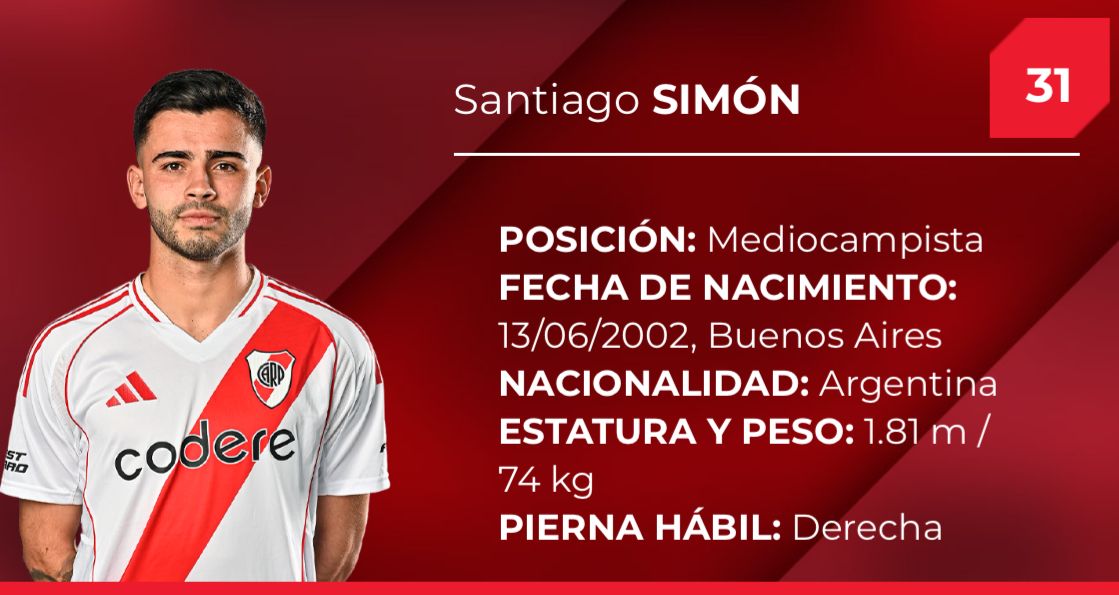 Santiago SIMÓN
31
POSICIÓN: Mediocampista
FECHA DE NACIMIENTO:
13/06/2002, Buenos Aires
NACIONALIDAD: Argentina
ESTATURA Y PESO: 1.81 m /
74 kg
PIERNA HÁBIL: Derecha
CARP
codere